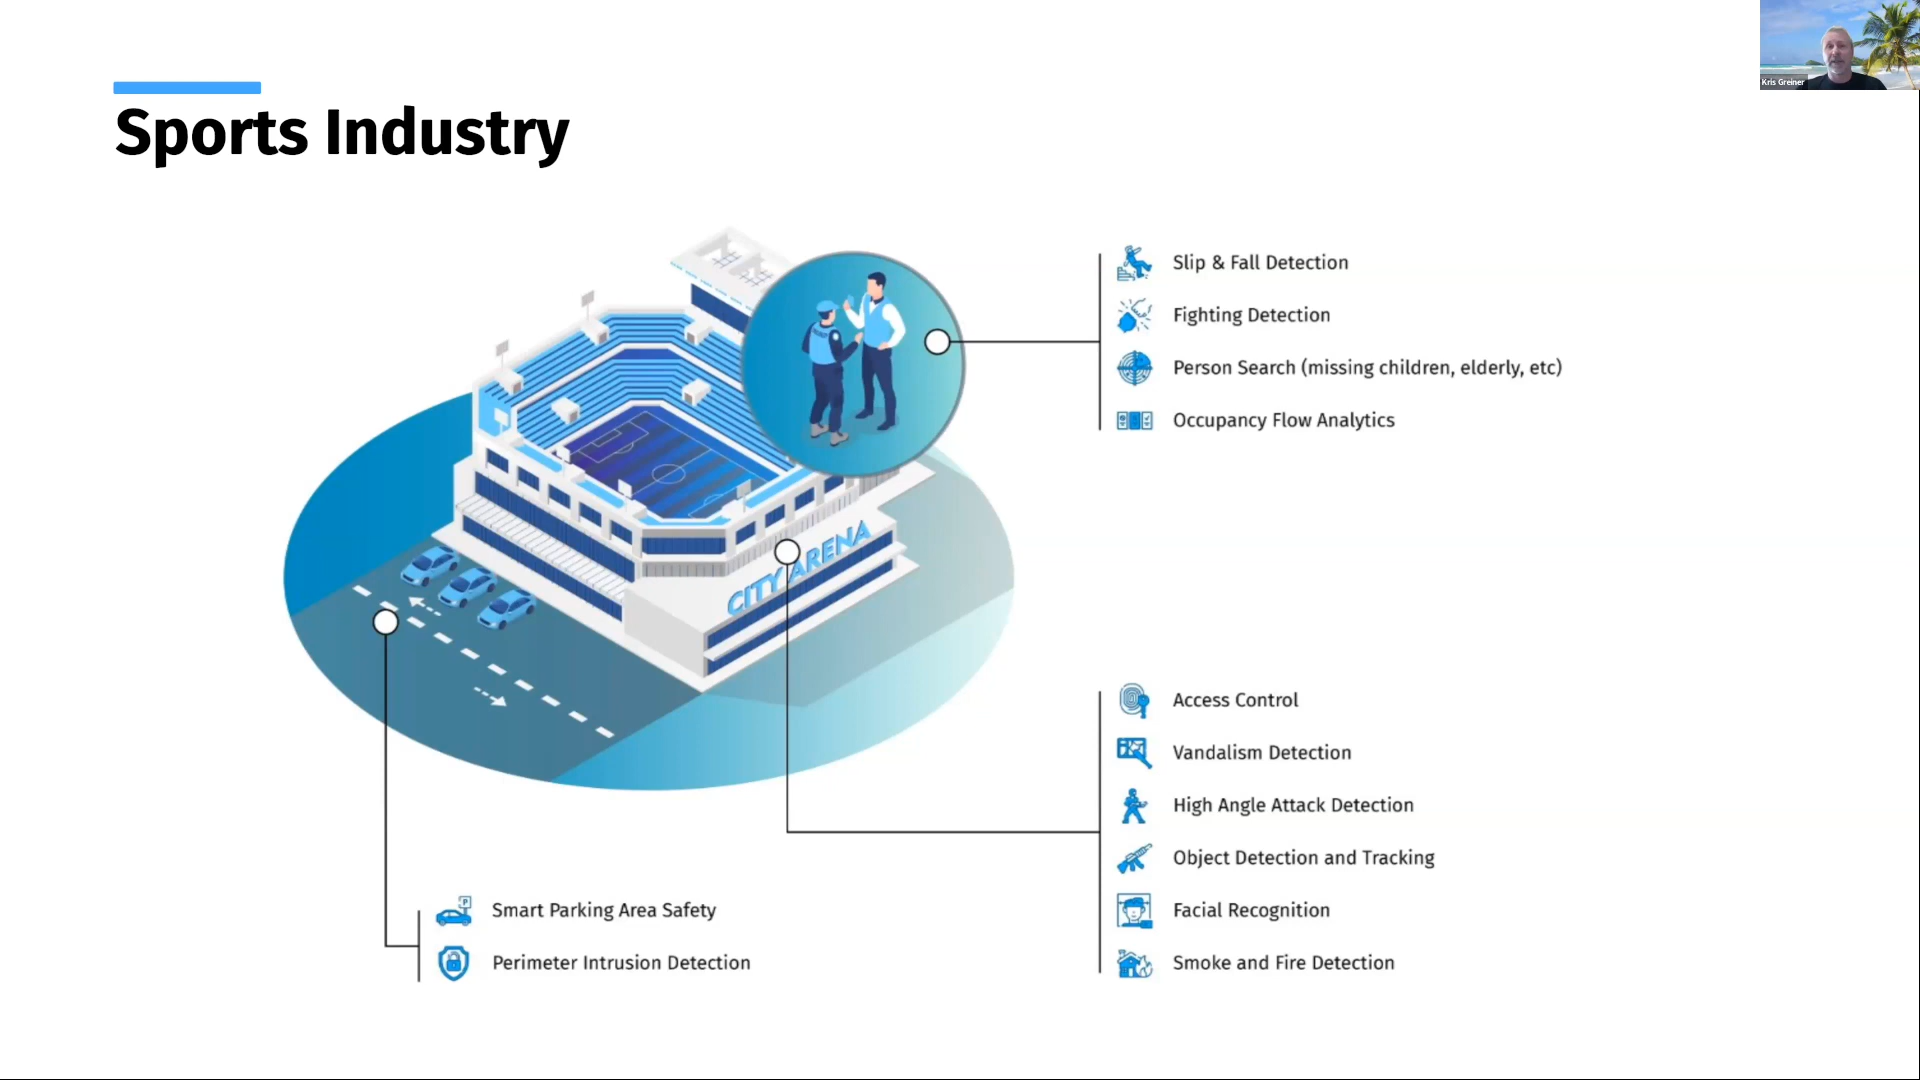 Kris Greiner
Sports Industry
Slip & Fall Detection
Fighting Detection
Person Search (missing children, elderly, etc)
Occupancy Flow Analytics
CITY ARENA
Access Control
Vandalism Detection
High Angle Attack Detection
Object Detection and Tracking
Facial Recognition
Smoke and Fire Detection
P
Smart Parking Area Safety
Perimeter Intrusion Detection